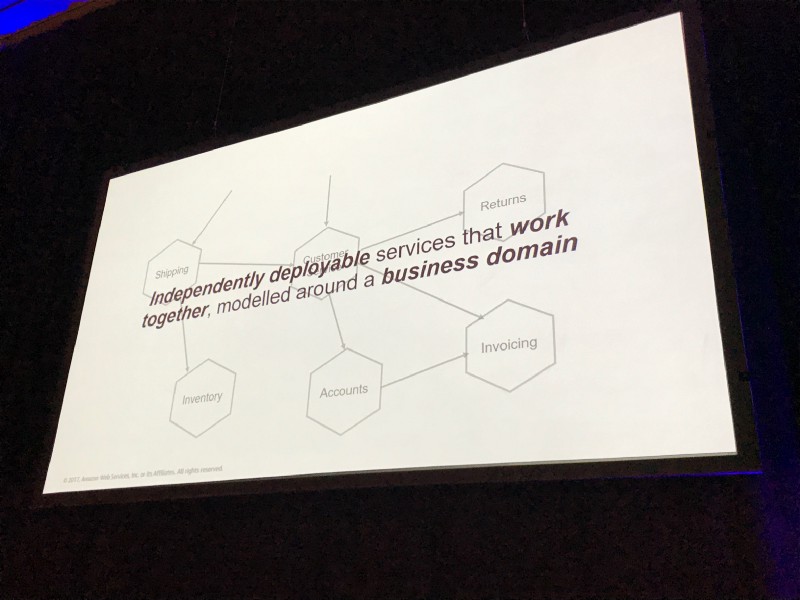 Returns
Customer
Shipping
Independently deployable services that work
together, modelled around a business domain
Invoicing
Accounts
Inventory
© 2017, Amazon Web Services, Inc. or its Affiliates. All rights reserved.